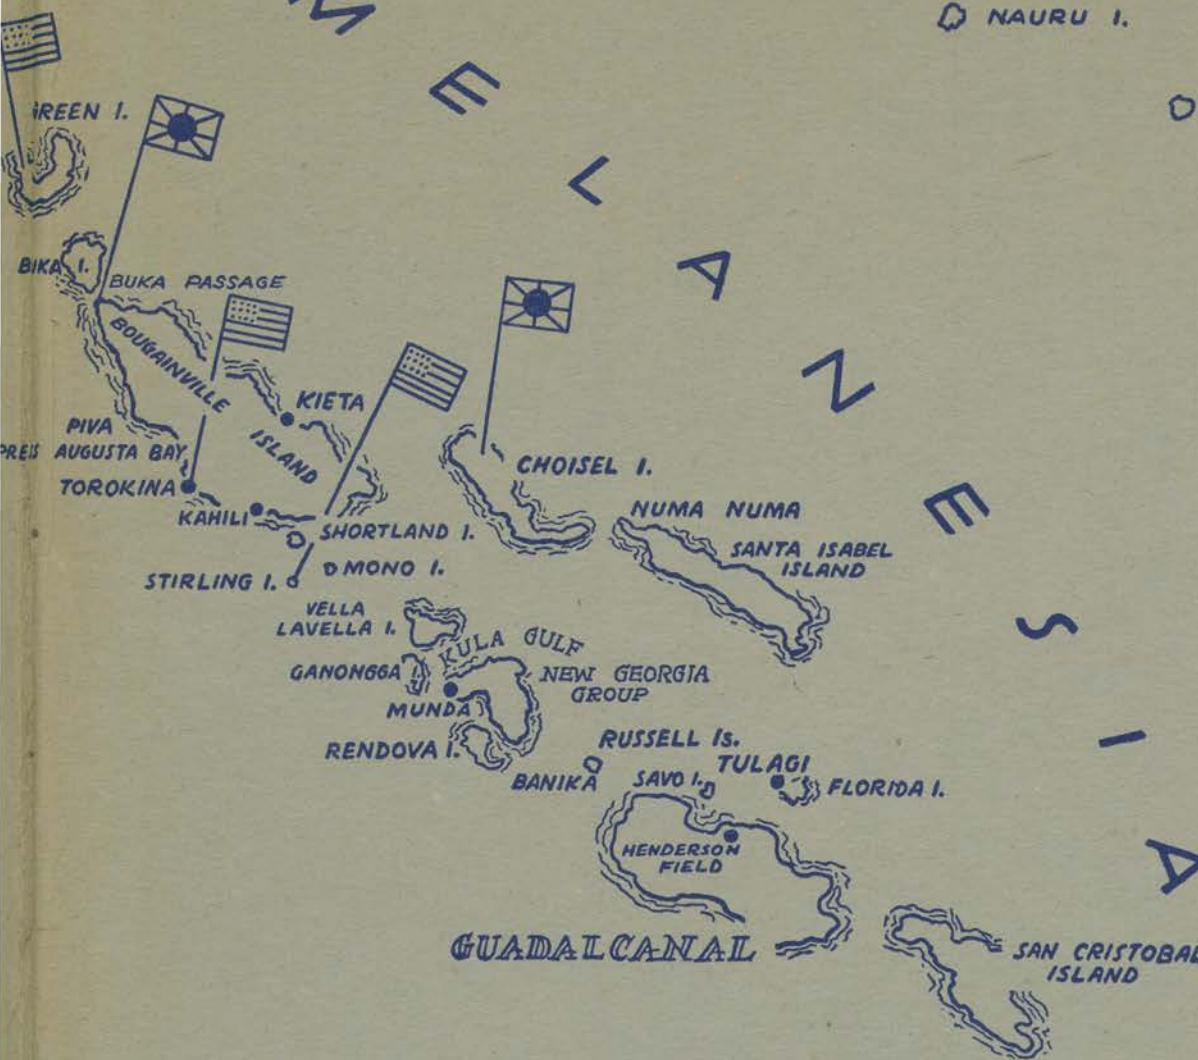 NAURU I.
MELANESIA
GREEN I.
BIKA I.
BUKA PASSAGE
BOUGAINVILLE
ISLAND
KIETA
PIVA
AUGUSTA BAY
TOROKINA
KAHILI
SHORTLAND I.
STIRLING I.
MONO I.
CHOISEL I.
NUMA NUMA
SANTA ISABEL
ISLAND
VELLA
LAVELLA I.
KULA GULF
GANONGGA
NEW GEORGIA
GROUP
MUNDA
RENDOVA I.
RUSSELL Is.
BANIKA
SAVO I.
TULAGI
FLORIDA I.
HENDERSON
FIELD
GUADALCANAL
SAN CRISTOBAL
ISLAND